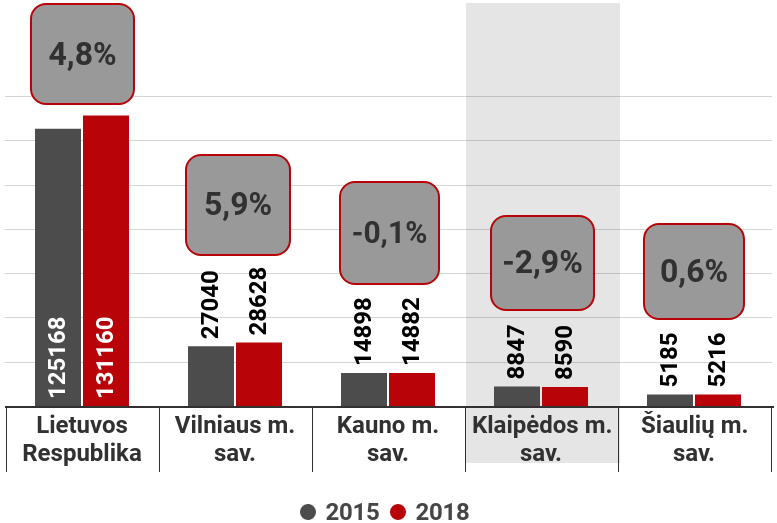 4,8%
5,9%
-0,1%
-2,9%
0,6%
125168
131160
27040
28628
14898
14882
8847
8590
5185
5216
Lietuvos
Respublika
Vilniaus m.
sav.
Kauno m.
sav.
Klaipėdos m.
sav.
Šiaulių m.
sav.
2015
2018